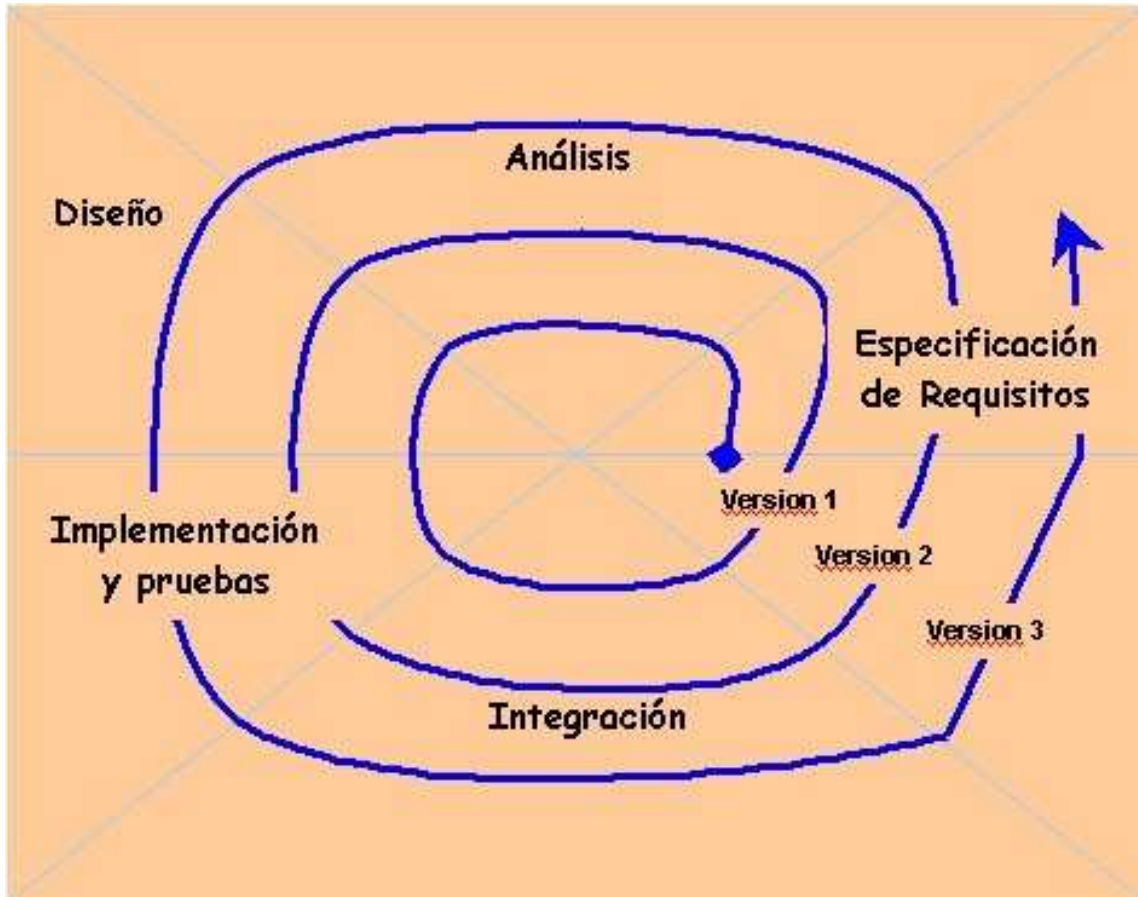 Análisis
Diseño
Especificación
de Requisitos
Version 1
Implementación
y pruebas
Version 2
Version 3
Integración